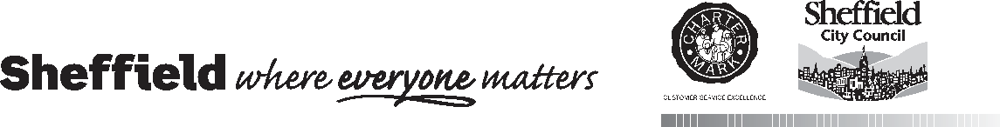 Sheffield where everyone matters
CHARTER
MARK
CUSTOMER SERVICE EXCELLENCE
Sheffield
City Council